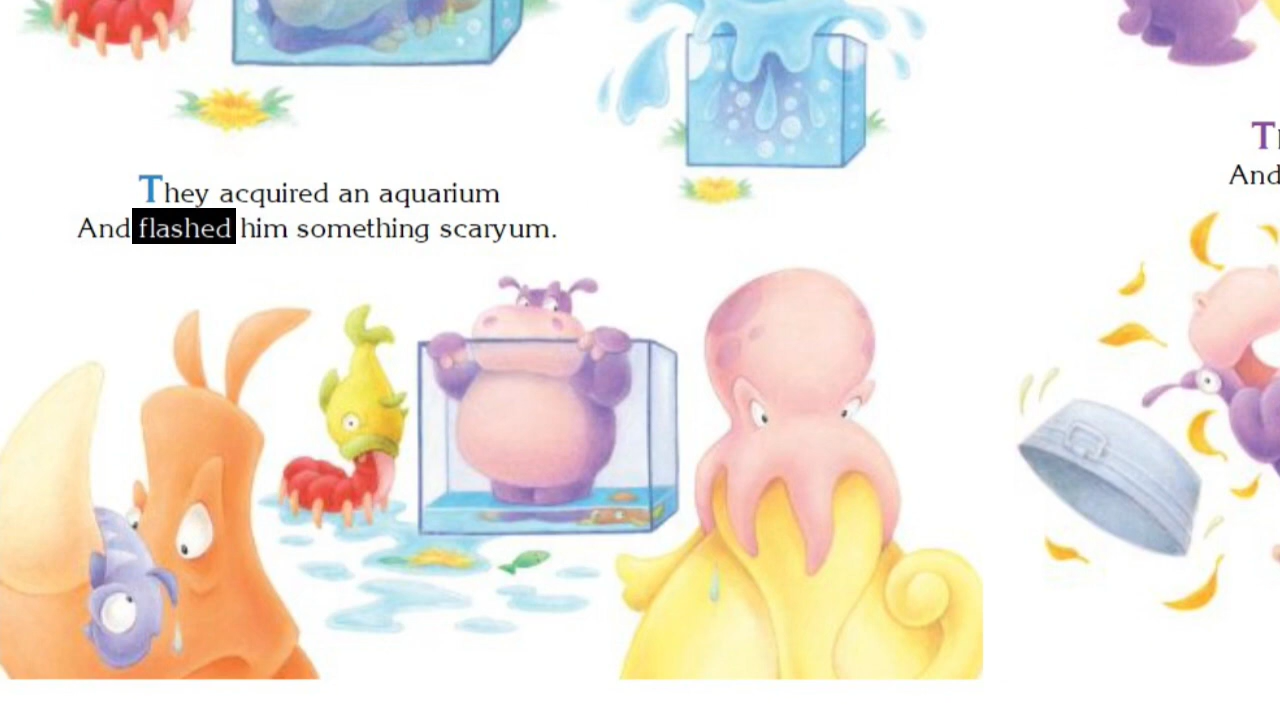 They acquired an aquarium
And flashed him something scaryum.
T
And